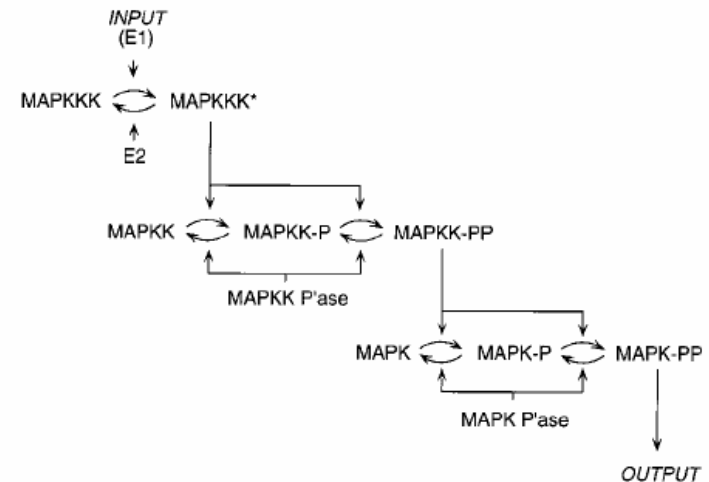 INPUT
(E1)
MAPKKK MAPKKK*
E2
MAPKK MAPKK-P MAPKK-PP
MAPKK P'ase
MAPK MAPK-P MAPK-PP
MAPK P'ase
OUTPUT